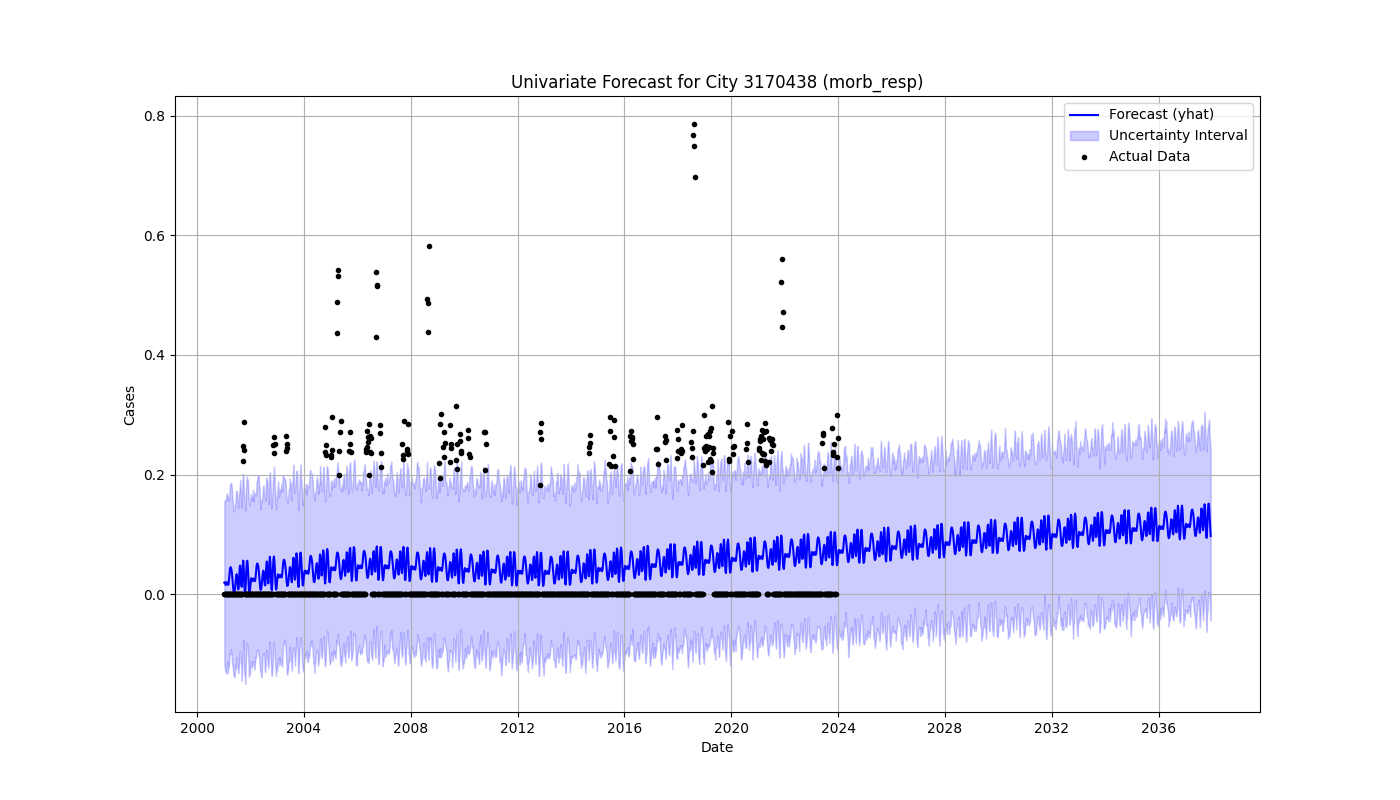 Univariate Forecast for City 3170438 (morb_resp)
Forecast (yhat)
Uncertainty Interval
Actual Data
Cases
0.8
0.6
0.4
0.2
0.0
2000 2004 2008 2012 2016 2020 2024 2028 2032 2036
Date